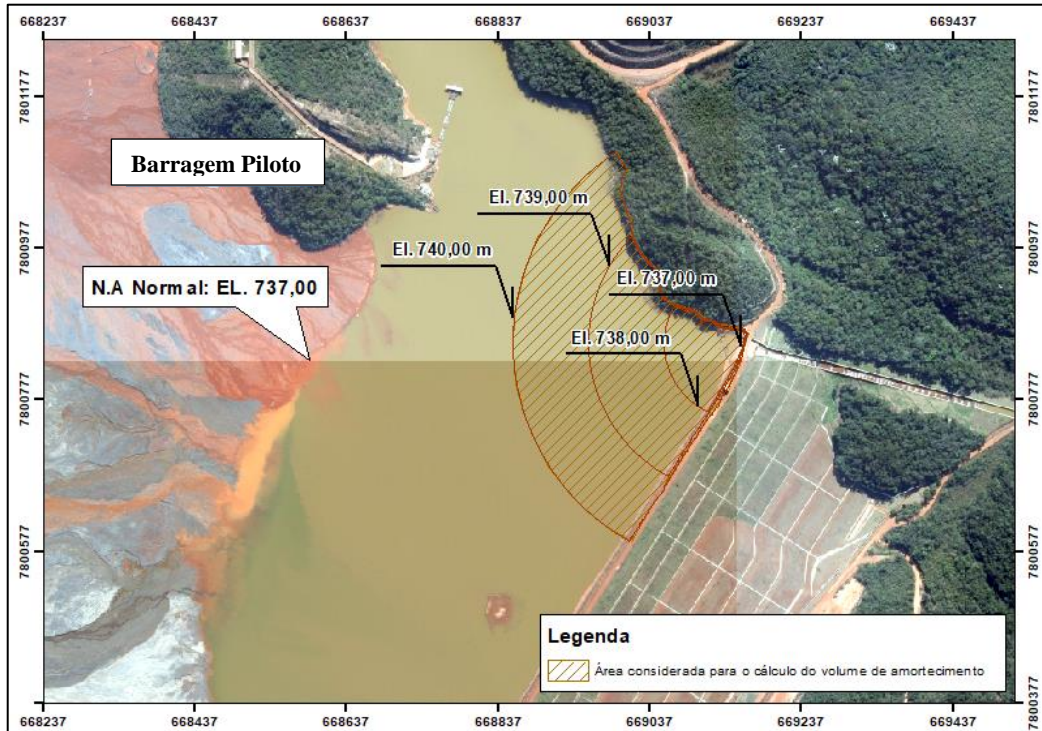 668237 668437 668637 668837 669037 669237 669437
7801177 7801177
Barragem Piloto
El. 739,00 m
7800977 7800977
El. 740,00 m
N.A Normal: EL. 737,00
El. 737,00 m
El. 738,00 m
7800777 7800777
7800577 7800577
Legenda
Área considerada para o cálculo do volume de amortecimento
7800377 7800377
668237 668437 668637 668837 669037 669237 669437